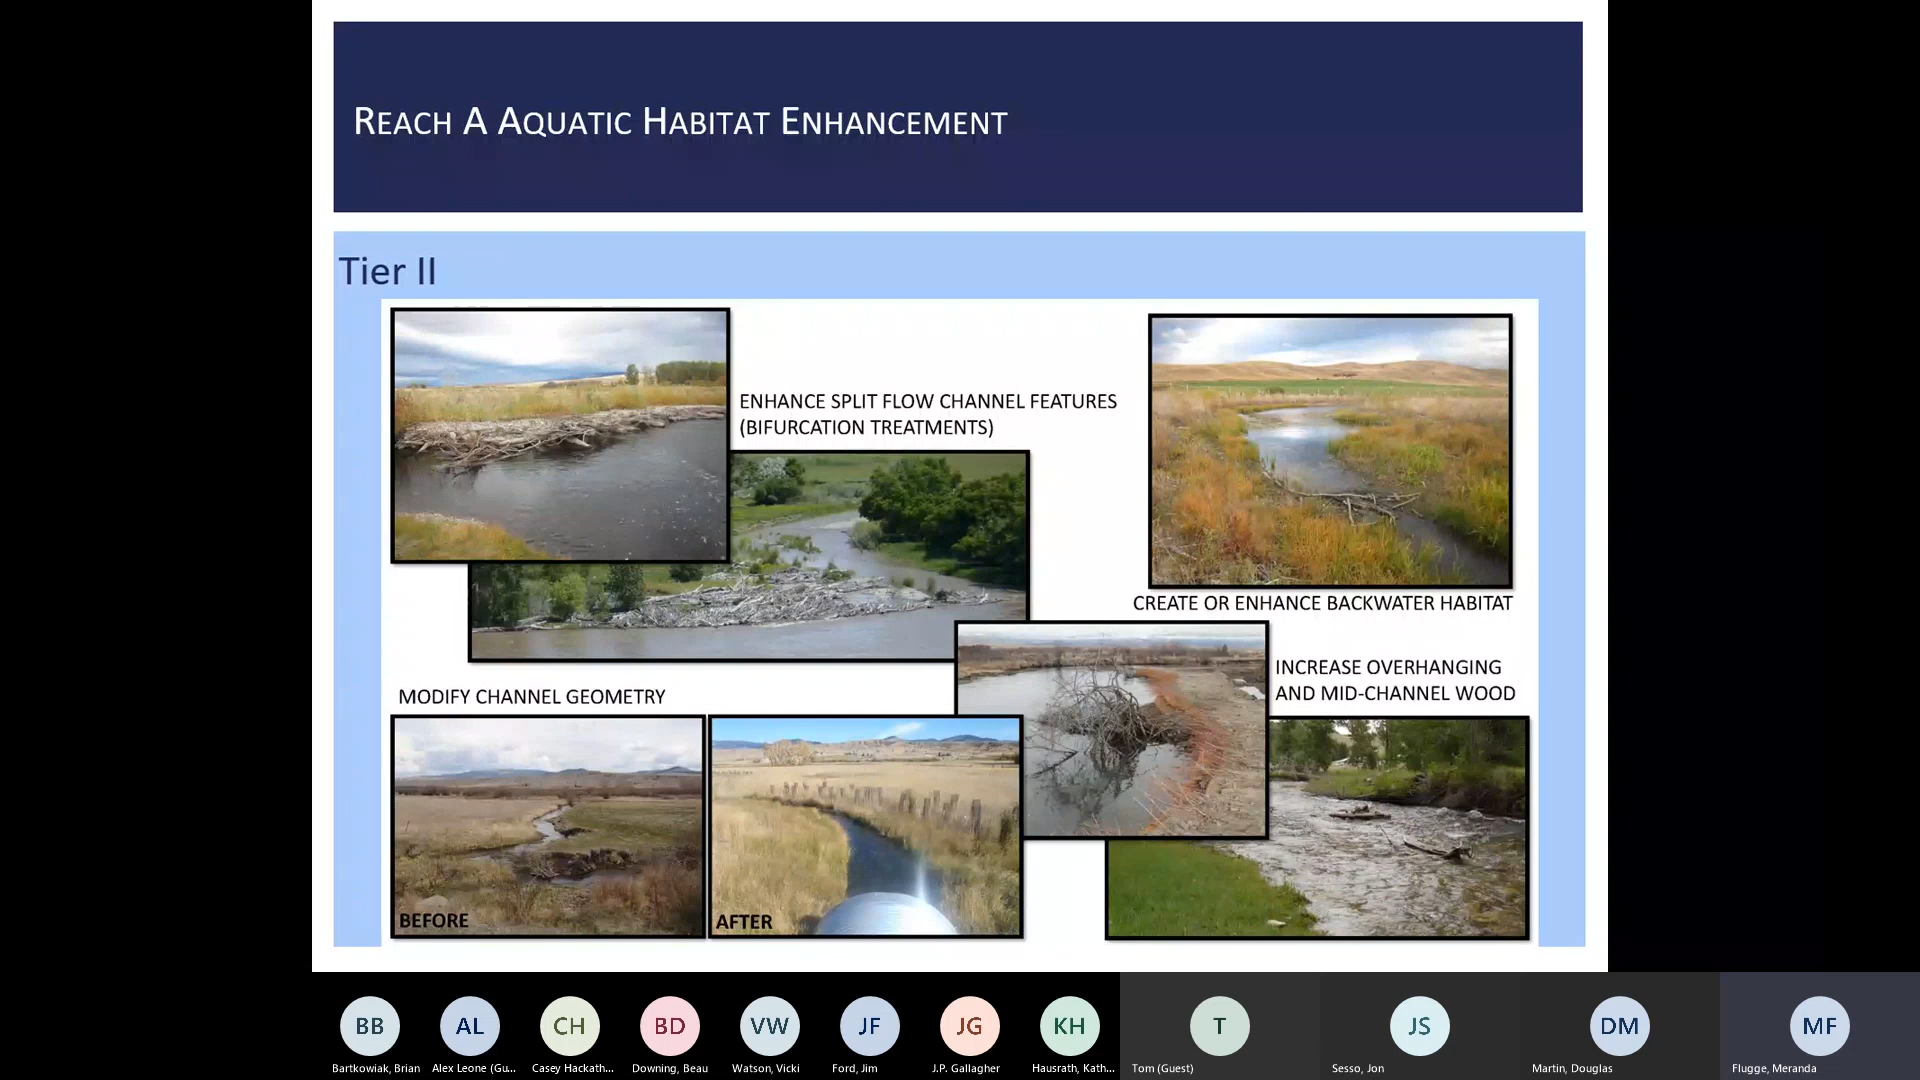 REACH A AQUATIC HABITAT ENHANCEMENT
Tier II
ENHANCE SPLIT FLOW CHANNEL FEATURES
(BIFURCATION TREATMENTS)
CREATE OR ENHANCE BACKWATER HABITAT
INCREASE OVERHANGING
AND MID-CHANNEL WOOD
MODIFY CHANNEL GEOMETRY
BEFORE
AFTER
BB
AL
CH
BD
VW
JF
JG
KH
T
JS
DM
MF
Bartkowiak, Brian
Alex Leone (Gu...
Casey Hackath...
Downing, Beau
Watson, Vicki
Ford, Jim
J.P. Gallagher
Hausrath, Kath...
Tom (Guest)
Sesso, Jon
Martin, Douglas
Flugge, Meranda